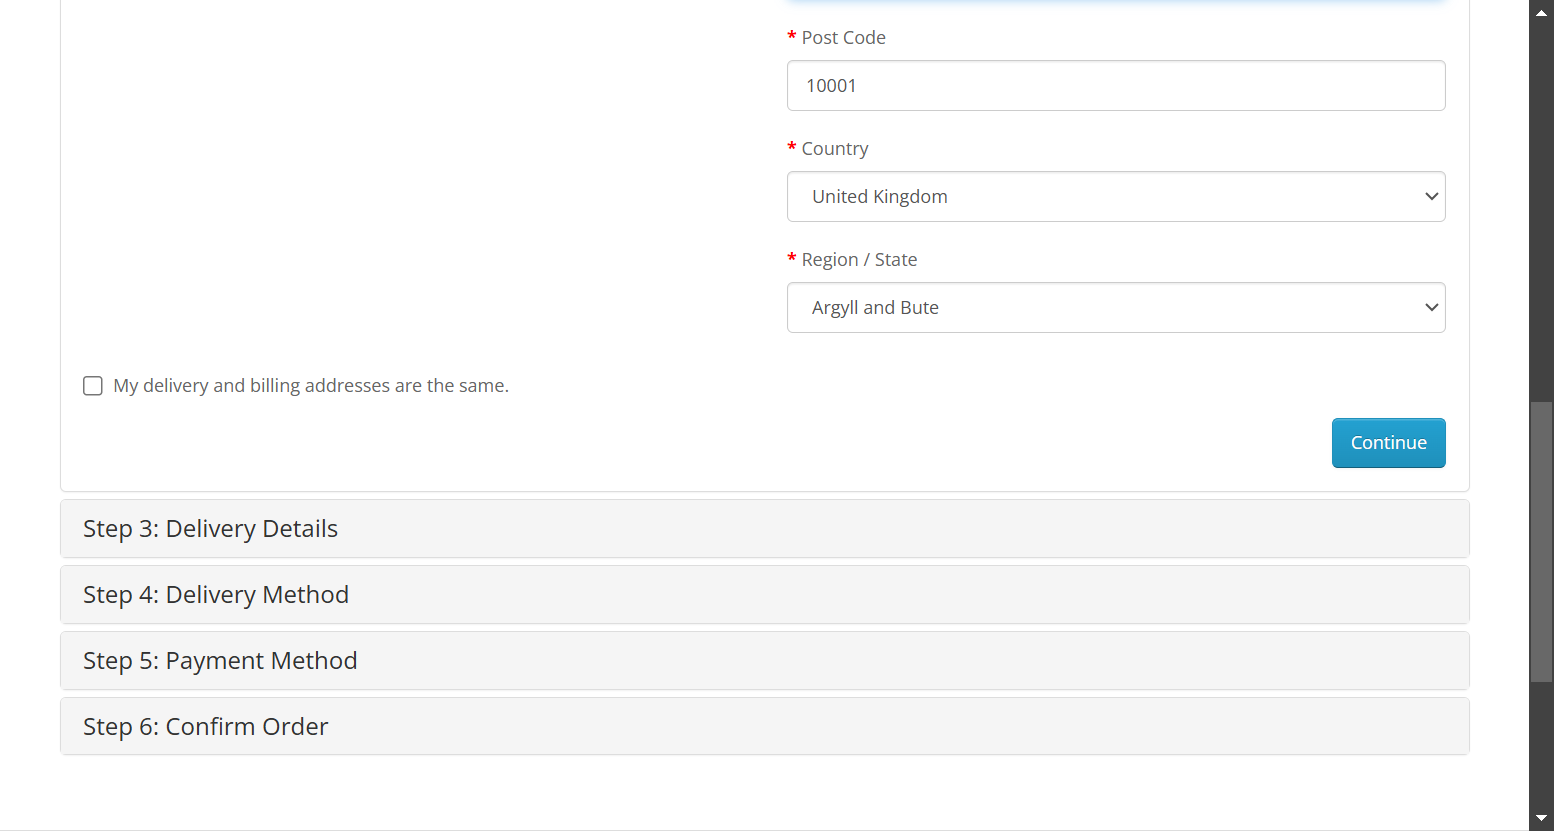 * Post Code
10001
* Country
United Kingdom
* Region / State
Argyll and Bute
My delivery and billing addresses are the same.
Continue
Step 3: Delivery Details
Step 4: Delivery Method
Step 5: Payment Method
Step 6: Confirm Order